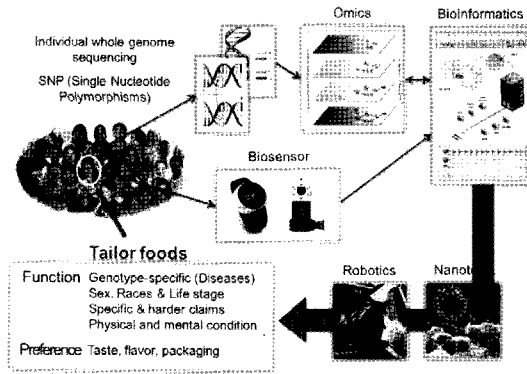 Omics
Bioinformatics
Individual whole genome
sequencing
SNP (Single Nucleotide
Polymorphisms)
Biosensor
Tailor foods
Function Genotype-specific (Diseases)
Sex, Races & Life stage
Specific & harder claims
Physical and mental condition
Preference Taste, flavor, packaging
Robotics
Nanote